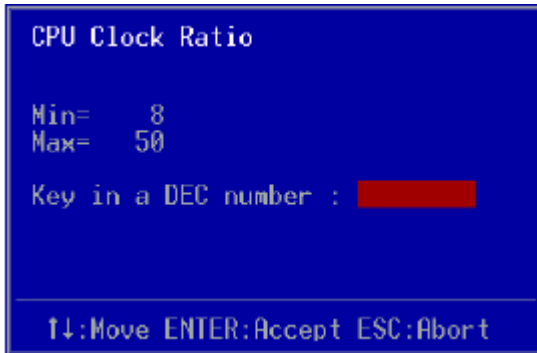 CPU Clock Ratio
Min= 8
Max= 50
Key in a DEC number :
↑↓:Move ENTER:Accept ESC:Abort